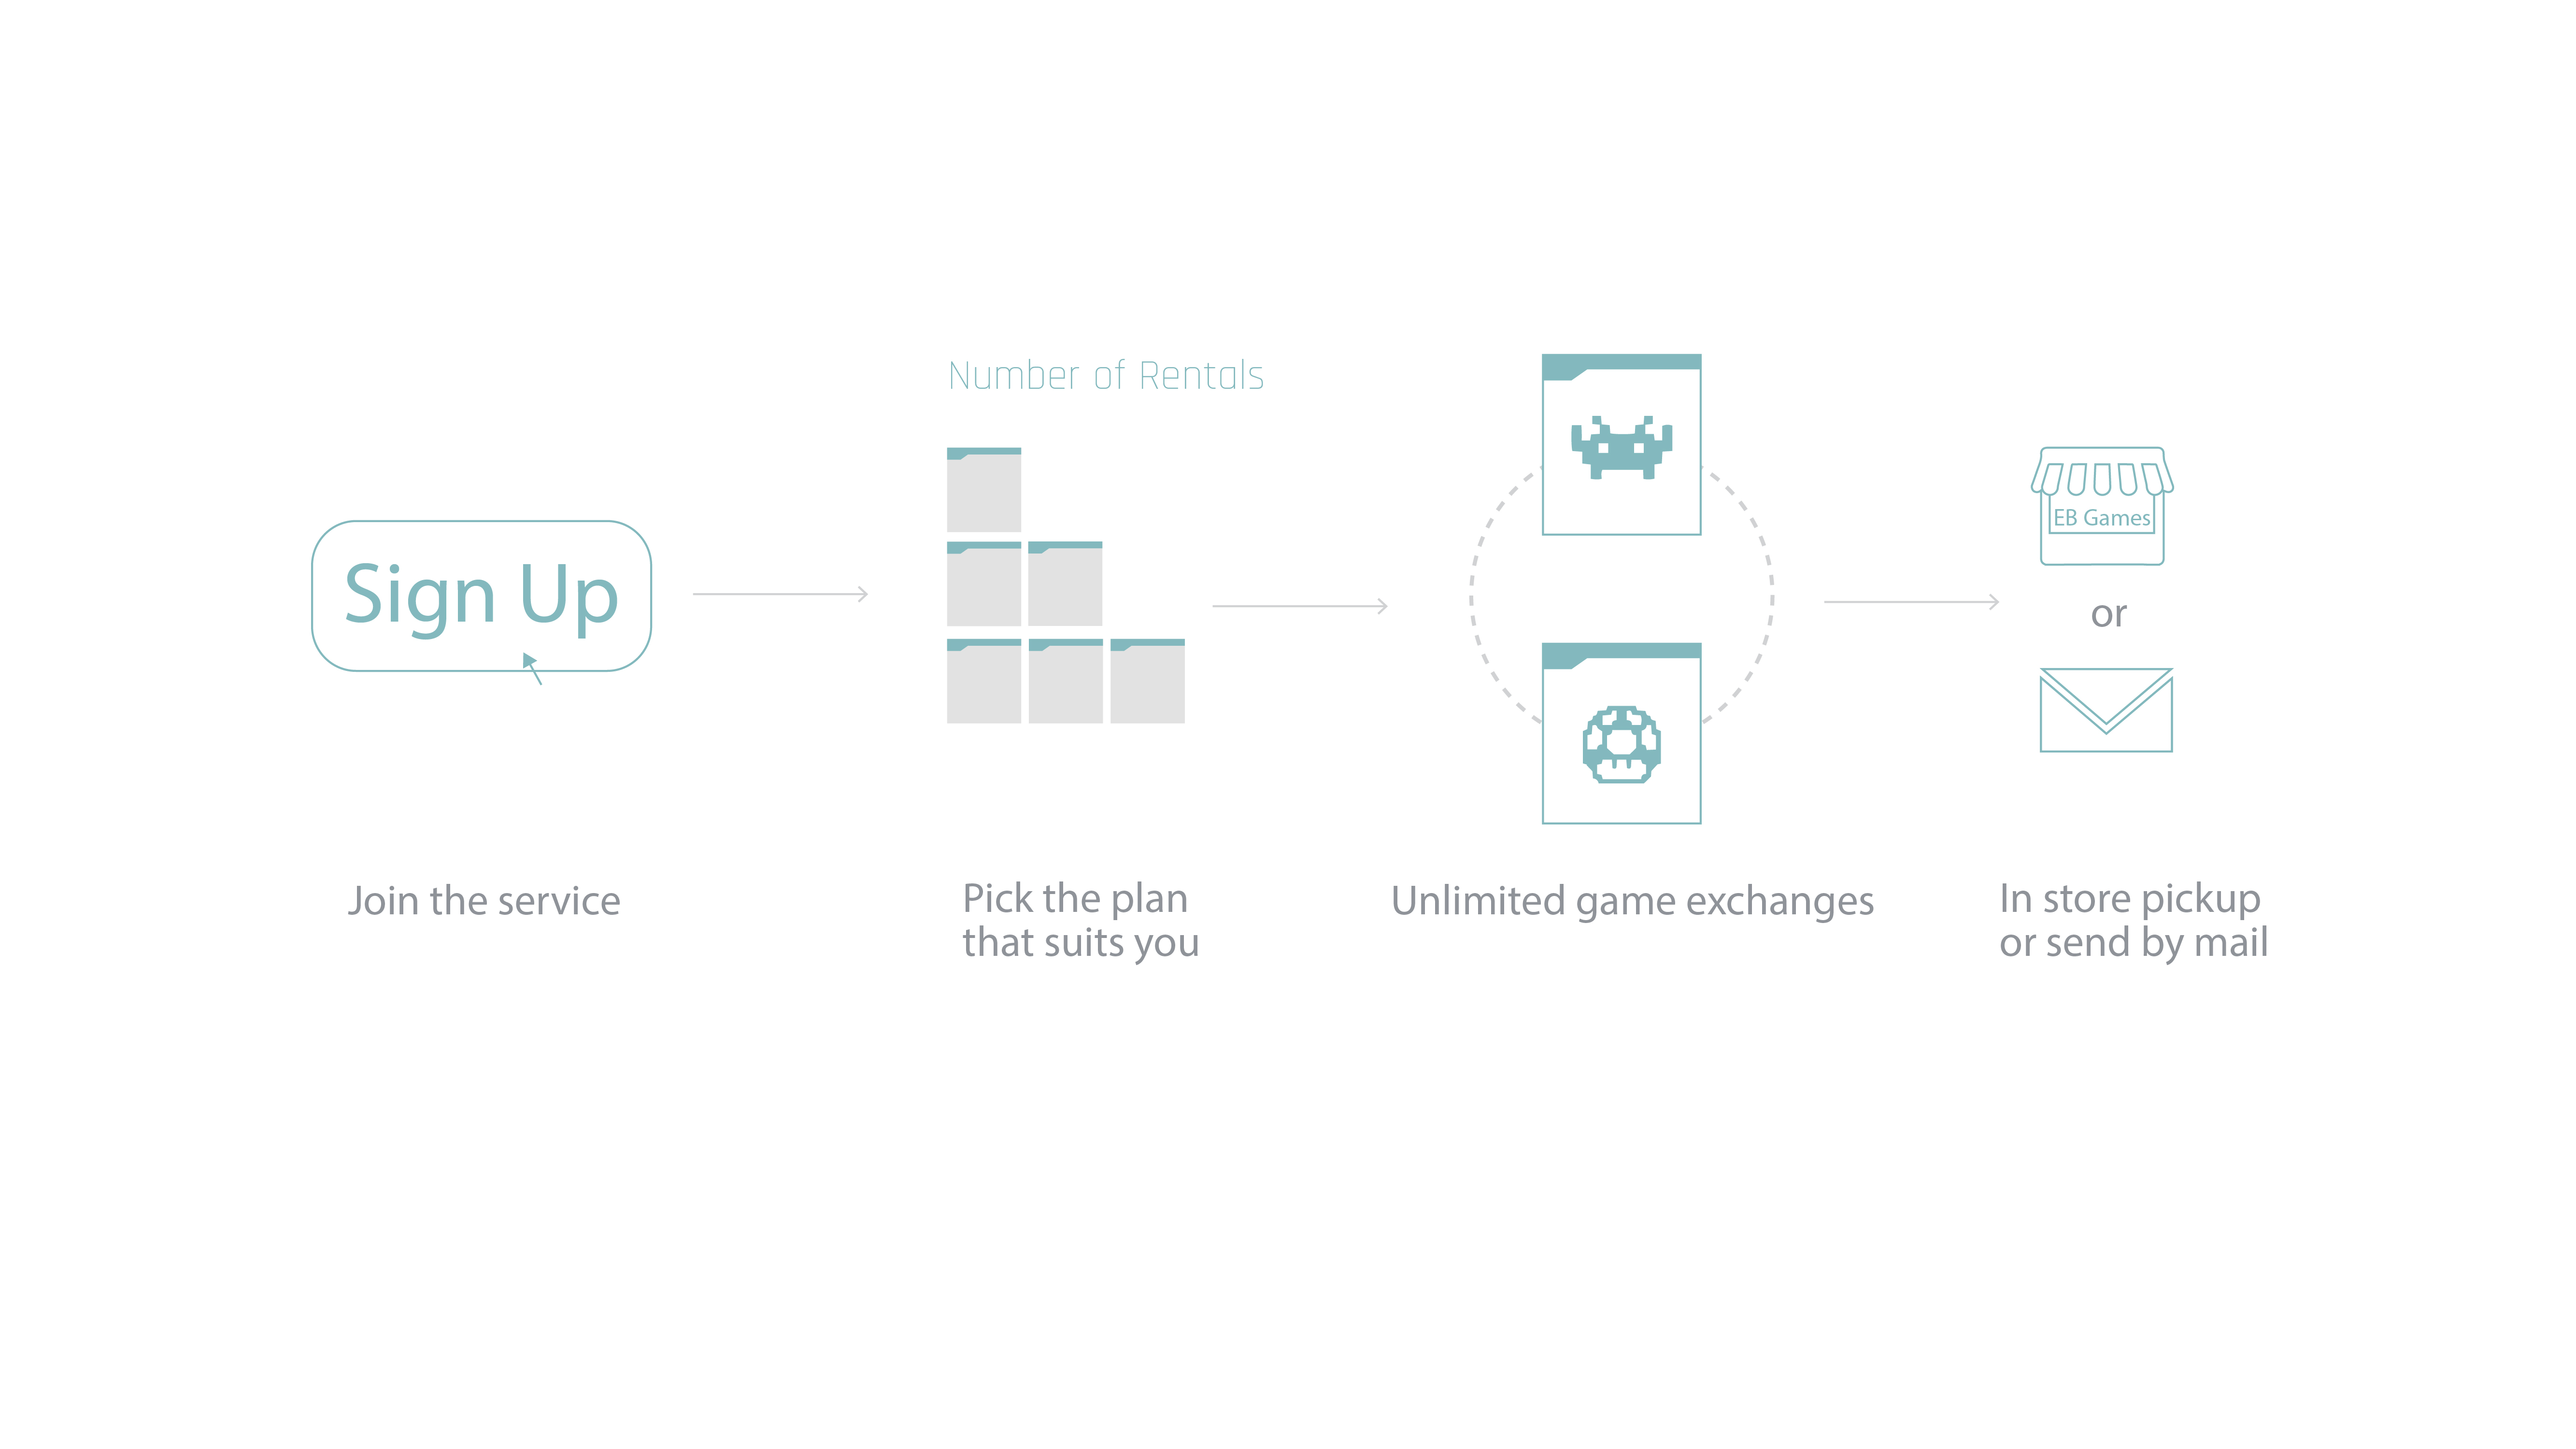 Sign Up
Join the service
Number of Rentals
Pick the plan
that suits you
Unlimited game exchanges
EB Games
or
In store pickup
or send by mail